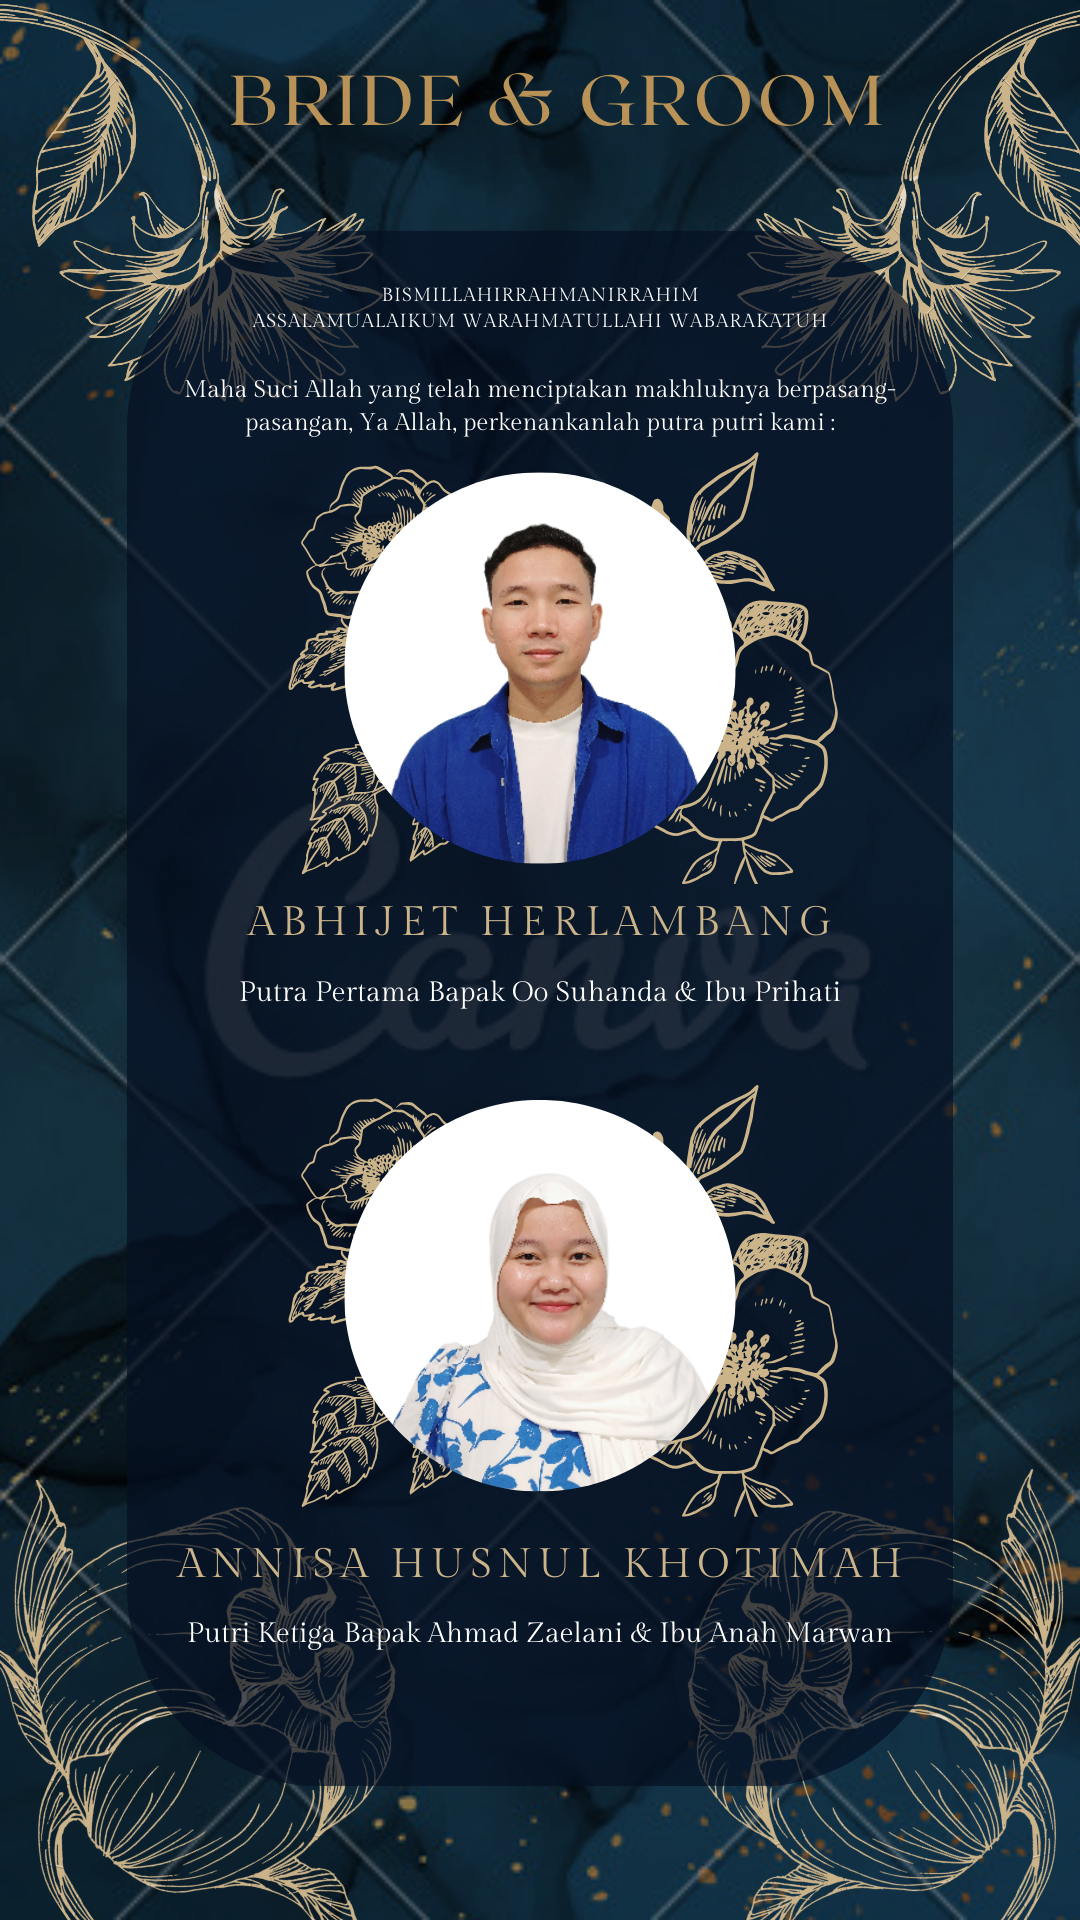 BRIDE & GROOM
BISMILLAHIRRAHMANIRRAHIM
ASSALAMUALAIKUM WARAHMATULLAHI WABARAKATUH
Maha Suci Allah yang telah menciptakan makhluknya berpasang-
pasangan, Ya Allah, perkenankanlah putra putri kami :
ABHIJET HERLAMBANG
Canva
Putra Pertama Bapak Oo Suhanda & Ibu Prihati
ANNISA HUSNUL KHOTIMAH
Putri Ketiga Bapak Ahmad Zaelani & Ibu Anah Marwan